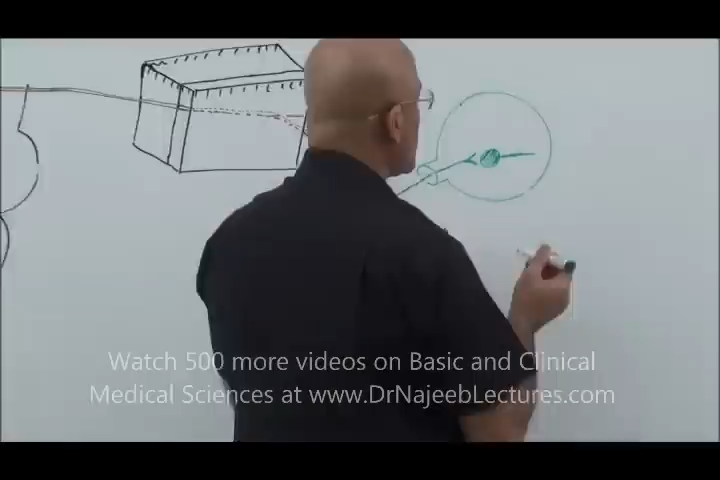 Watch 500 more videos on Basic and Clinical
Medical Sciences at www.DrNajeebLectures.com